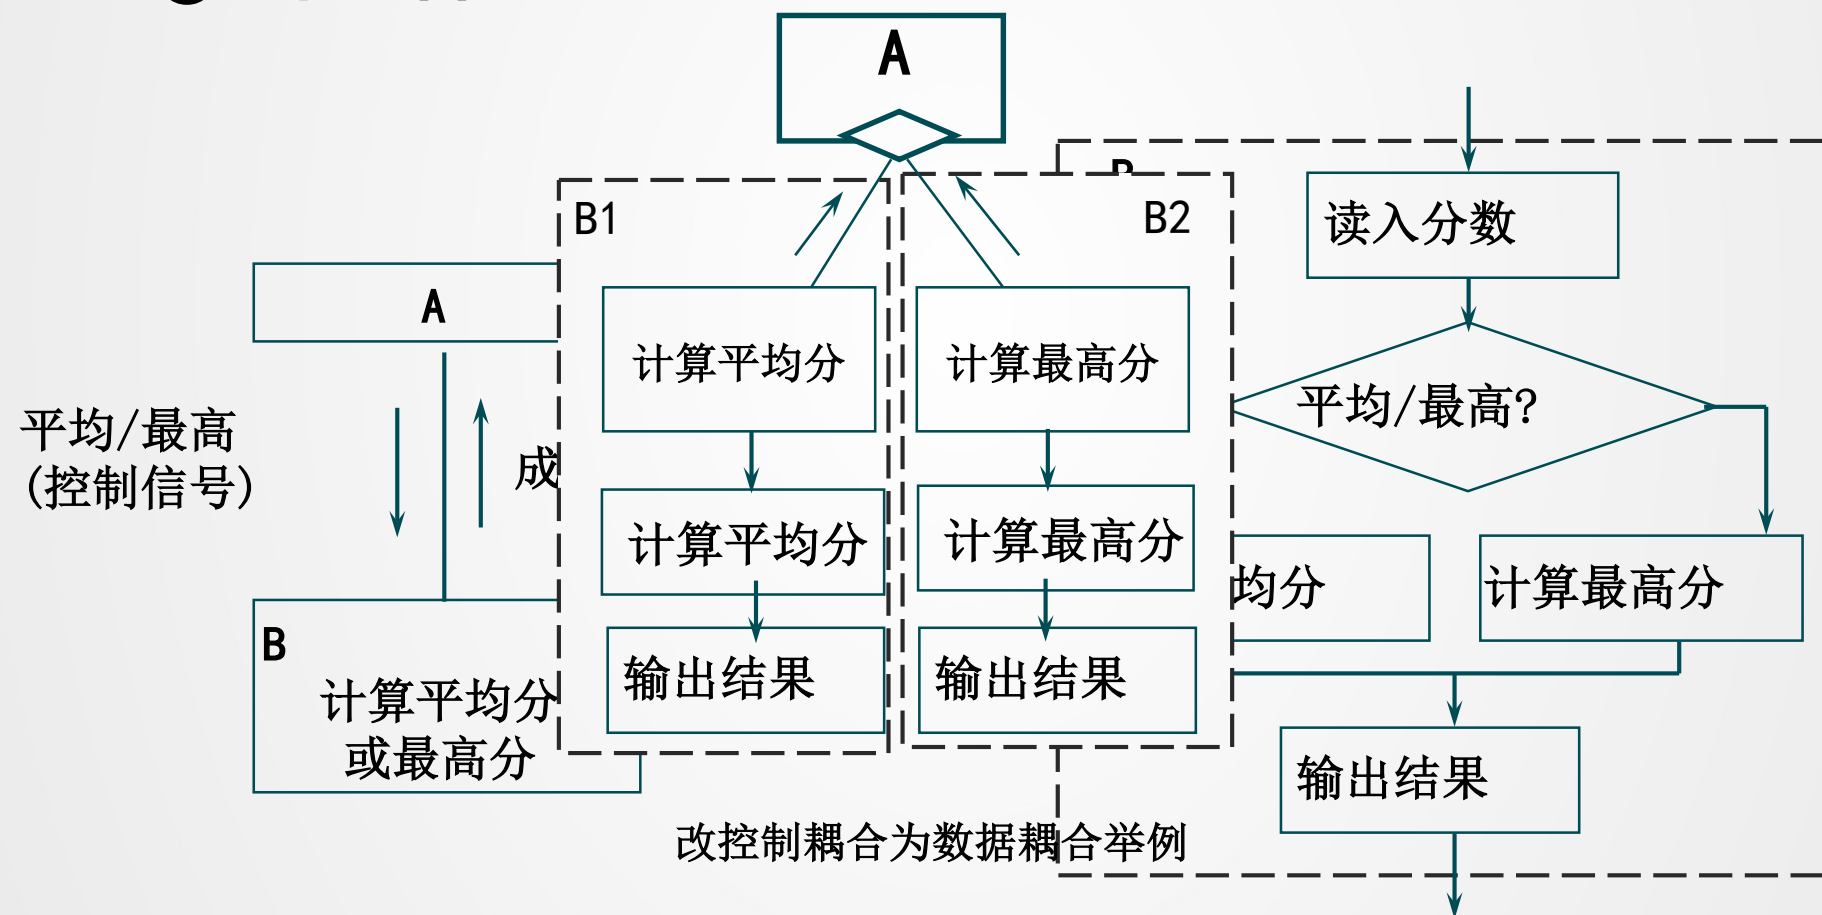 A
B1
B2
读入分数
A
计算平均分
计算最高分
平均/最高?
平均/最高
(控制信号)
成
计算平均分
计算最高分
均分
计算最高分
B
计算平均分
或最高分
输出结果
输出结果
输出结果
改控制耦合为数据耦合举例